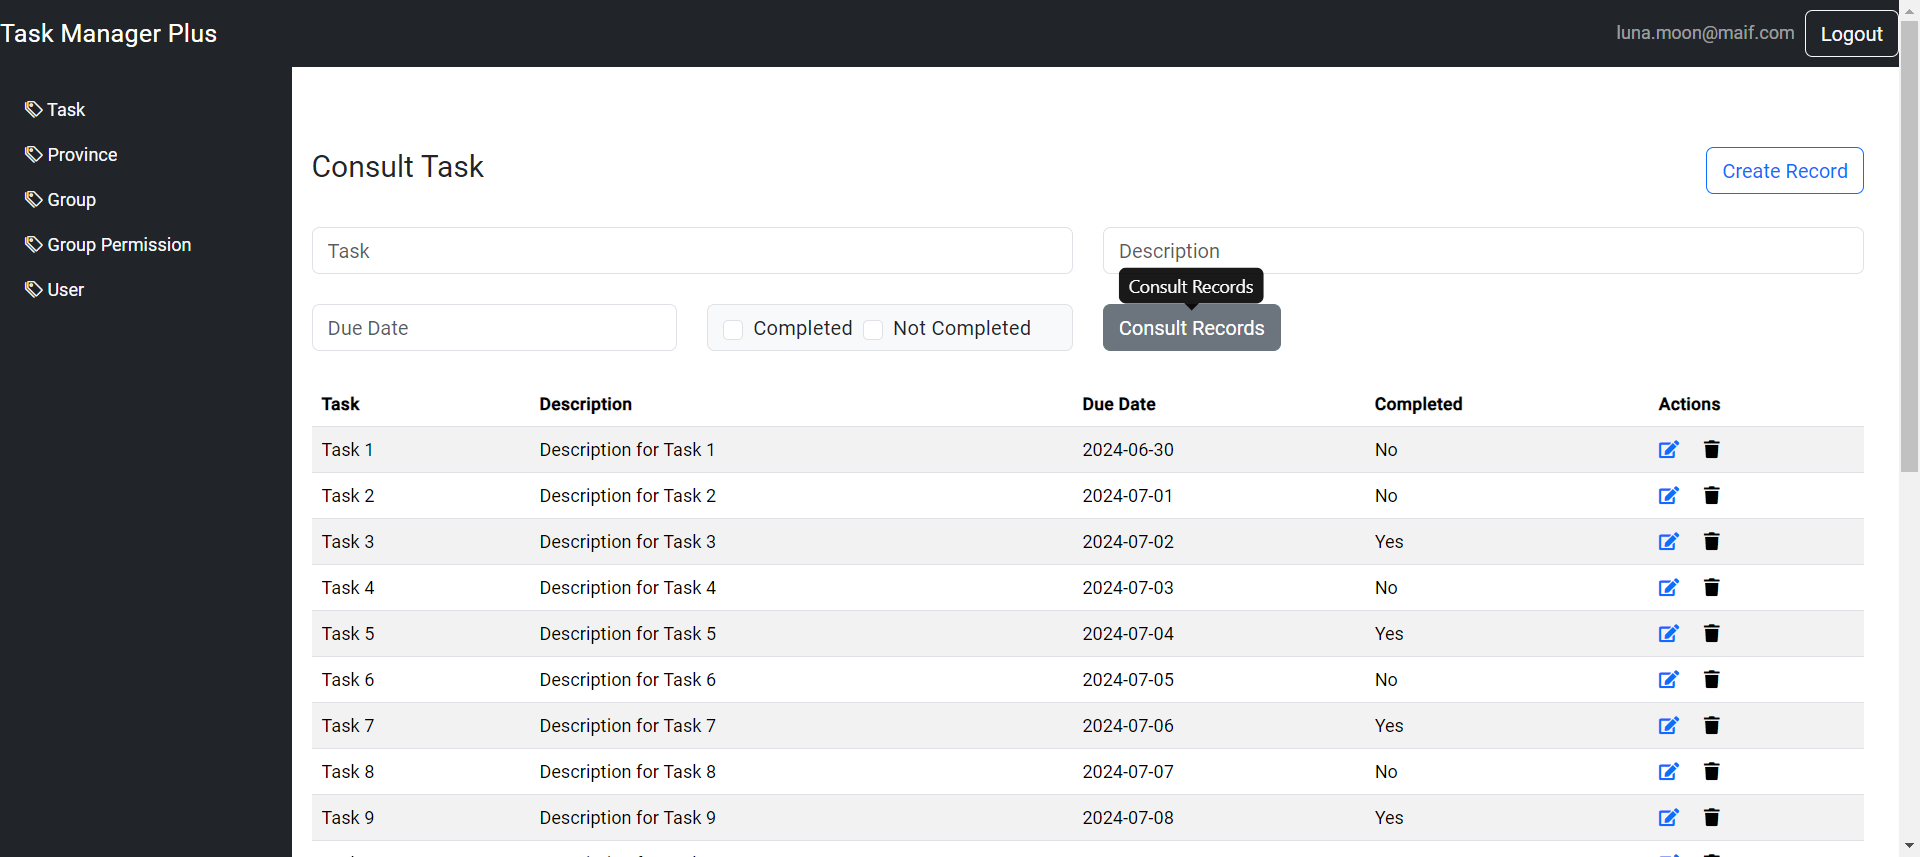 Task Manager Plus
luna.moon@maif.com Logout
Task
Province
Group
Group Permission
User
Consult Task
Create Record
Task
Description
Consult Records
Due Date
Completed Not Completed
Consult Records
Task Description Due Date Completed Actions
Task 1 Description for Task 1 2024-06-30 No
Task 2 Description for Task 2 2024-07-01 No
Task 3 Description for Task 3 2024-07-02 Yes
Task 4 Description for Task 4 2024-07-03 No
Task 5 Description for Task 5 2024-07-04 Yes
Task 6 Description for Task 6 2024-07-05 No
Task 7 Description for Task 7 2024-07-06 Yes
Task 8 Description for Task 8 2024-07-07 No
Task 9 Description for Task 9 2024-07-08 Yes